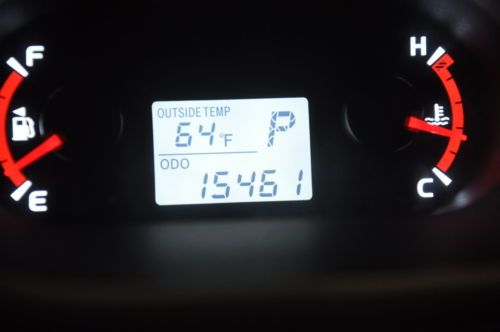 F
H
OUTSIDE TEMP
64°F P
ODO
15461
E
C